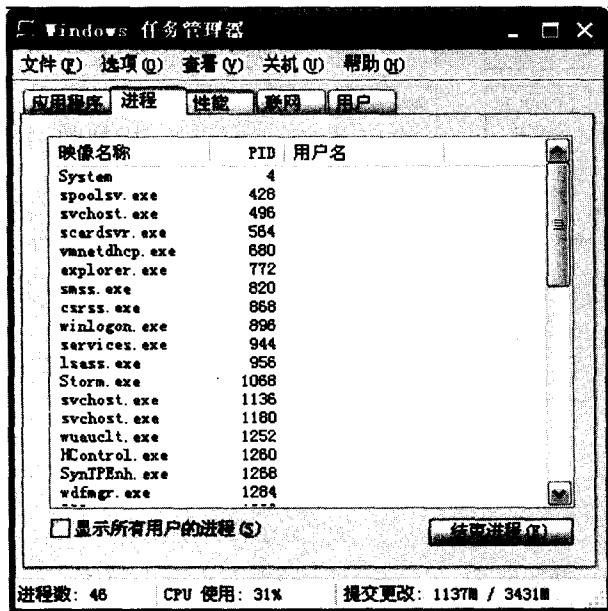 Windows 任务管理器
文件(F) 选项(O) 查看(V) 关机(U) 帮助(H)
应用程序 进程 性能 联网 用户
映像名称 PID 用户名
System 4
spoolsv.exe 428
svchost.exe 496
scardsvr.exe 564
vmnetdhcp.exe 680
explorer.exe 772
smss.exe 820
csrss.exe 868
winlogon.exe 896
services.exe 944
lsass.exe 956
Storm.exe 1068
svchost.exe 1136
svchost.exe 1180
wuauclt.exe 1252
HControl.exe 1260
SynTPEnh.exe 1268
wdfmgr.exe 1284
显示所有用户的进程(S)
结束进程(E)
进程数: 46 CPU 使用: 31% 提交更改: 1137M / 3431M